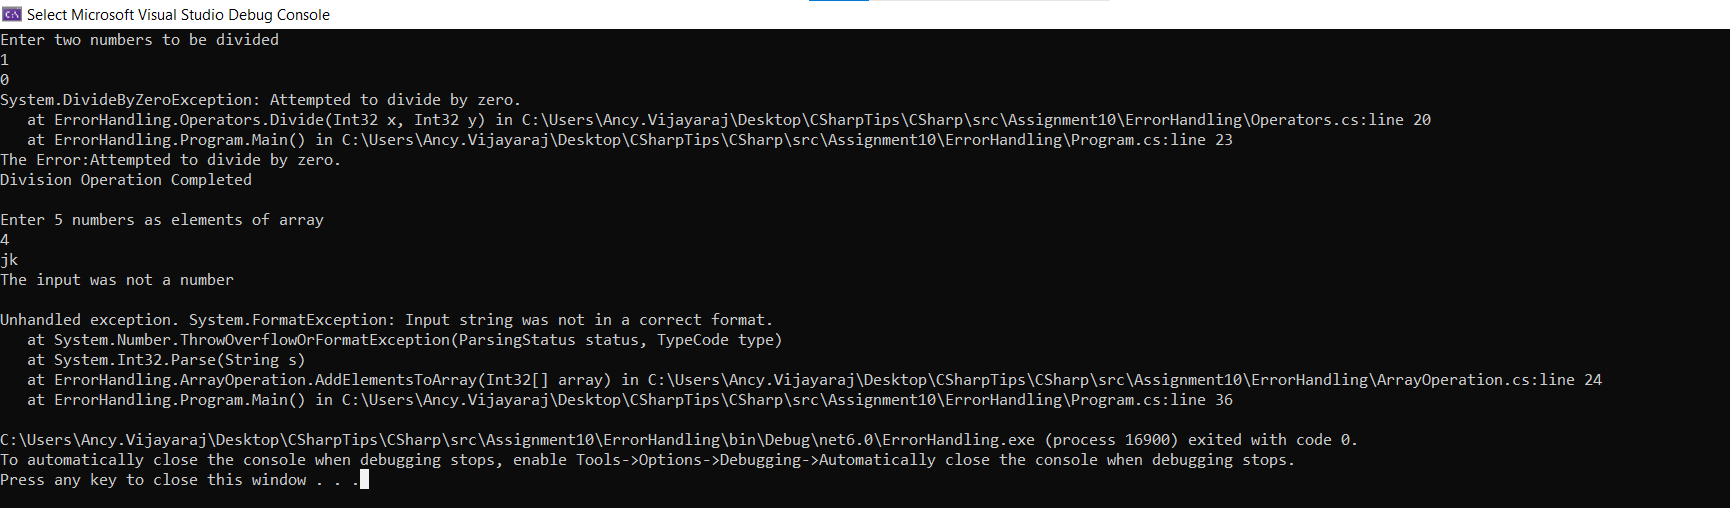 Select Microsoft Visual Studio Debug Console
Enter two numbers to be divided
1
0
System.DivideByZeroException: Attempted to divide by zero.
   at ErrorHandling.Operators.Divide(Int32 x, Int32 y) in C:\Users\Ancy.Vijayaraj\Desktop\CSharpTips\CSharp\src\Assignment10\ErrorHandling\Operators.cs:line 20
   at ErrorHandling.Program.Main() in C:\Users\Ancy.Vijayaraj\Desktop\CSharpTips\CSharp\src\Assignment10\ErrorHandling\Program.cs:line 23
The Error:Attempted to divide by zero.
Division Operation Completed
Enter 5 numbers as elements of array
4
jk
The input was not a number
Unhandled exception. System.FormatException: Input string was not in a correct format.
   at System.Number.ThrowOverflowOrFormatException(ParsingStatus status, TypeCode type)
   at System.Int32.Parse(String s)
   at ErrorHandling.ArrayOperation.AddElementsToArray(Int32[] array) in C:\Users\Ancy.Vijayaraj\Desktop\CSharpTips\CSharp\src\Assignment10\ErrorHandling\ArrayOperation.cs:line 24
   at ErrorHandling.Program.Main() in C:\Users\Ancy.Vijayaraj\Desktop\CSharpTips\CSharp\src\Assignment10\ErrorHandling\Program.cs:line 36
C:\Users\Ancy.Vijayaraj\Desktop\CSharpTips\CSharp\src\Assignment10\ErrorHandling\bin\Debug\net6.0\ErrorHandling.exe (process 16900) exited with code 0.
To automatically close the console when debugging stops, enable Tools->Options->Debugging->Automatically close the console when debugging stops.
Press any key to close this window . . .